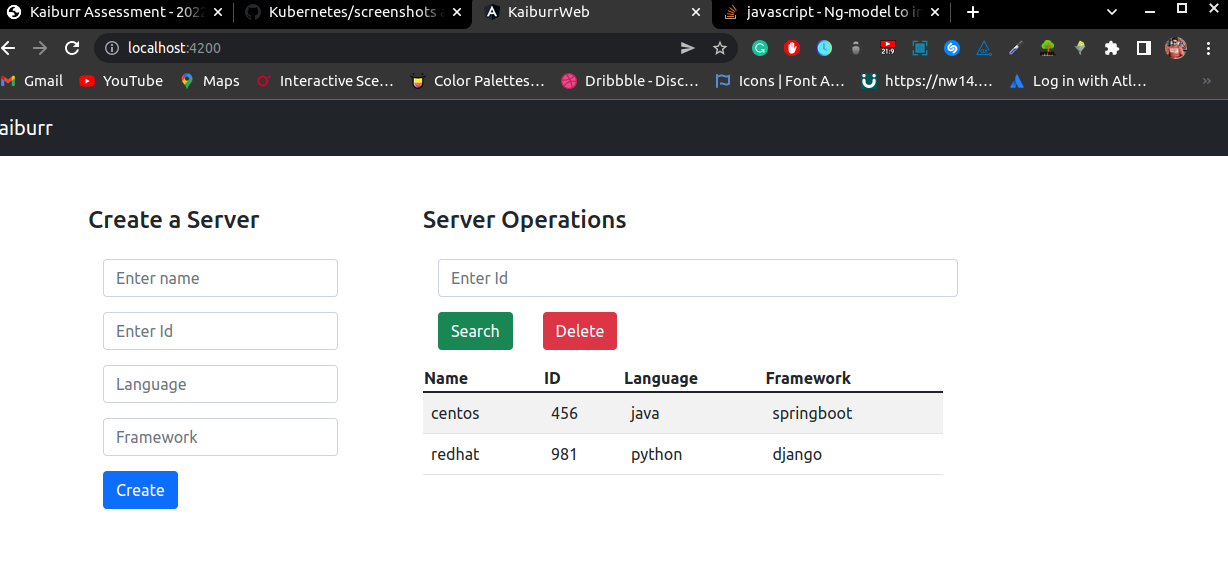 Kaiburr Assessment - 2022
Kubernetes/screenshots
KaiburrWeb
javascript - Ng-model to in
localhost:4200
21:9
Gmail
YouTube
Maps
Interactive Sce...
Color Palettes...
Dribbble - Disc...
Icons | Font A...
https://nw14....
Log in with Atl...
»
aiburr
Create a Server
Enter name
Enter Id
Language
Framework
Create
Server Operations
Enter Id
Search Delete
Name ID Language Framework
centos 456 java springboot
redhat 981 python django